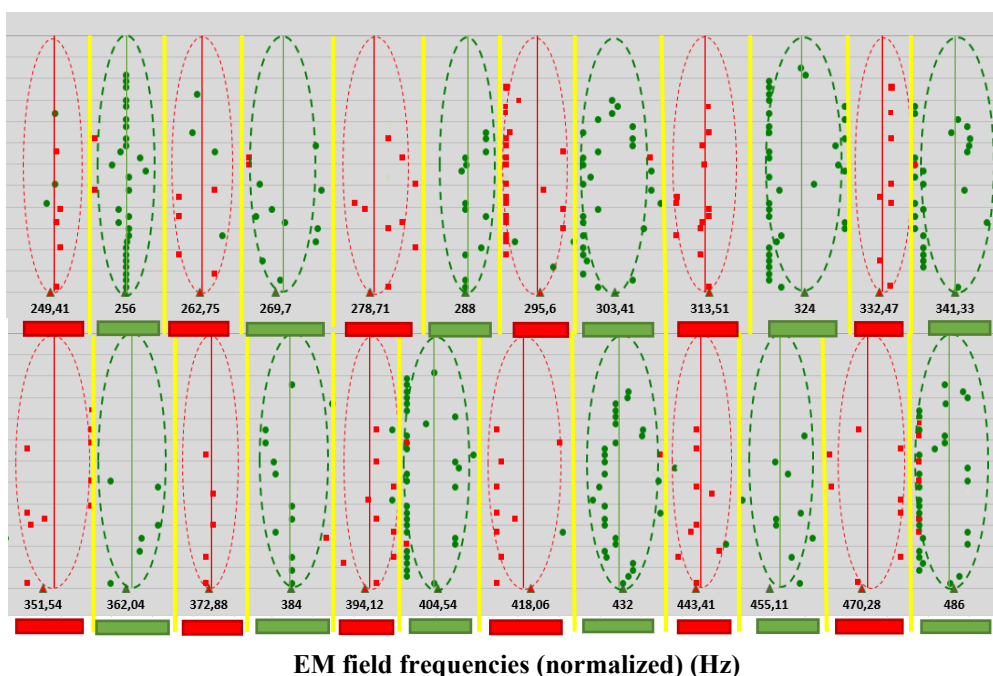 249,41 256 262,75 269,7 278,71 288 295,6 303,41 313,51 324 332,47 341,33
351,54 362,04 372,88 384 394,12 404,54 418,06 432 443,41 455,11 470,28 486
EM field frequencies (normalized) (Hz)